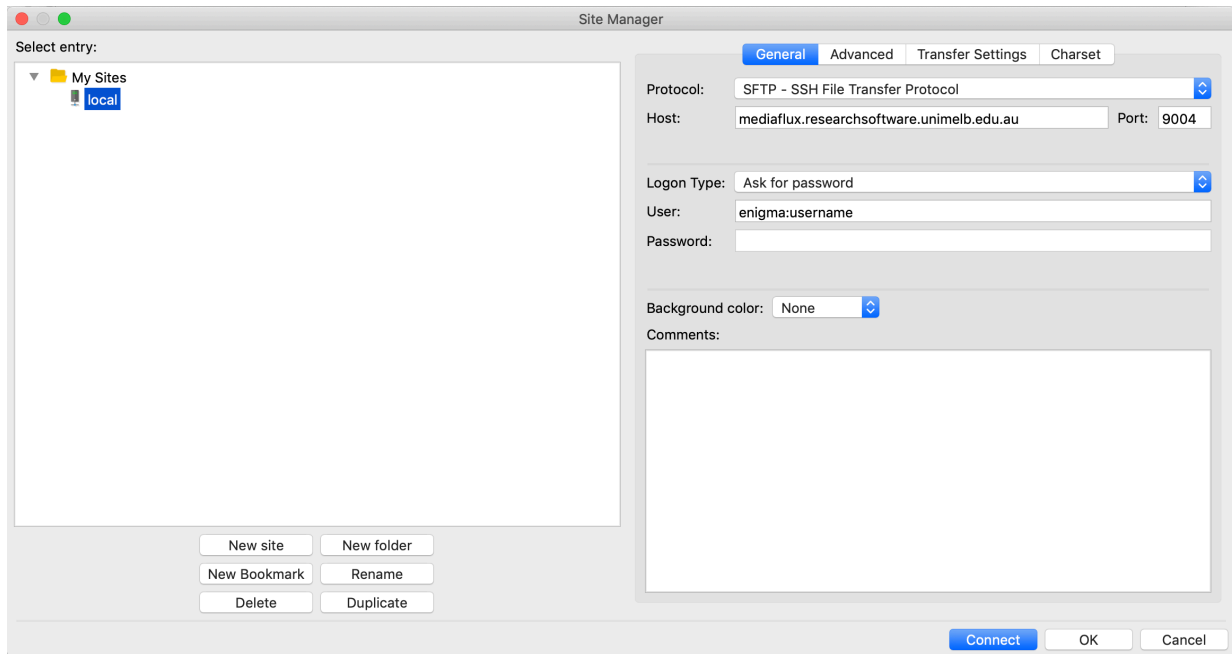 Site Manager
Select entry:
My Sites
local
General Advanced Transfer Settings Charset
Protocol: SFTP - SSH File Transfer Protocol
Host: mediaflux.researchsoftware.unimelb.edu.au Port: 9004
Logon Type: Ask for password
User: enigma:username
Password:
Background color: None
Comments:
New site New folder
New Bookmark Rename
Delete Duplicate
Connect OK Cancel